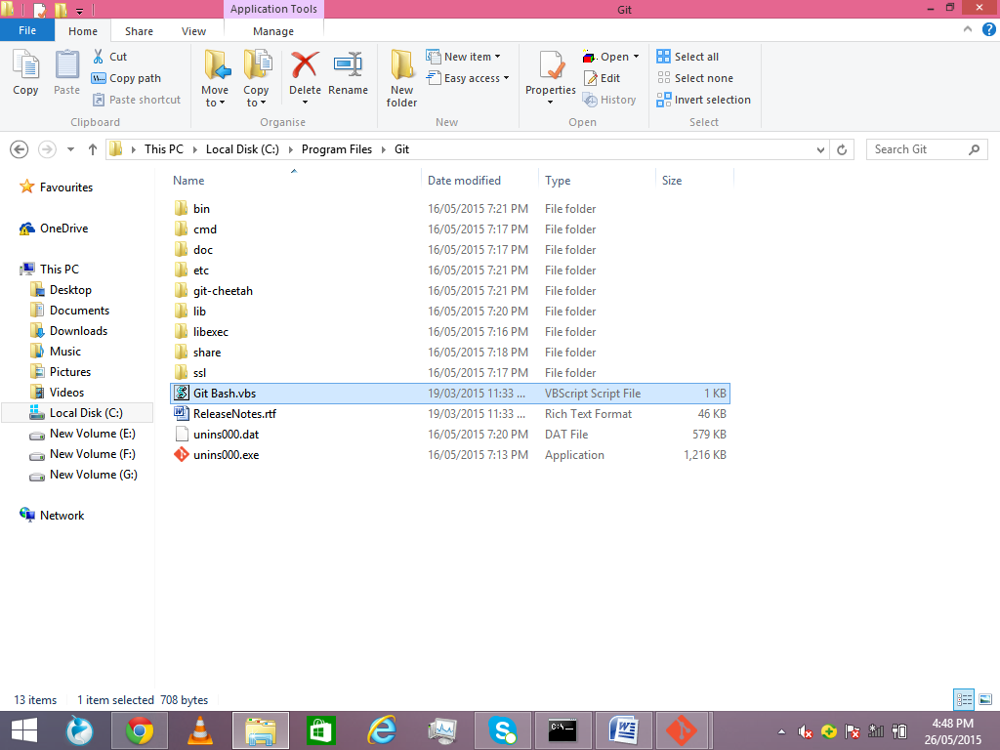 Application Tools
Git
File Home Share View Manage
Copy
Paste
Cut
Copy path
Paste shortcut
Clipboard
Move to
Copy to
Delete
Rename
Organise
New folder
New item
Easy access
New
Properties
Open
Edit
History
Open
Select all
Select none
Invert selection
Select
This PC Local Disk (C:) Program Files Git
Search Git
Favourites
OneDrive
This PC
Desktop
Documents
Downloads
Music
Pictures
Videos
Local Disk (C:)
New Volume (E:)
New Volume (F:)
New Volume (G:)
Network
Name Date modified Type Size
bin 16/05/2015 7:21 PM File folder
cmd 16/05/2015 7:17 PM File folder
doc 16/05/2015 7:17 PM File folder
etc 16/05/2015 7:21 PM File folder
git-cheetah 16/05/2015 7:21 PM File folder
lib 16/05/2015 7:20 PM File folder
libexec 16/05/2015 7:16 PM File folder
share 16/05/2015 7:18 PM File folder
ssl 16/05/2015 7:17 PM File folder
Git Bash.vbs 19/03/2015 11:33 ... VBScript Script File 1 KB
ReleaseNotes.rtf 19/03/2015 11:33 ... Rich Text Format 46 KB
unins000.dat 16/05/2015 7:20 PM DAT File 579 KB
unins000.exe 16/05/2015 7:13 PM Application 1,216 KB
13 items 1 item selected 708 bytes
4:48 PM
26/05/2015